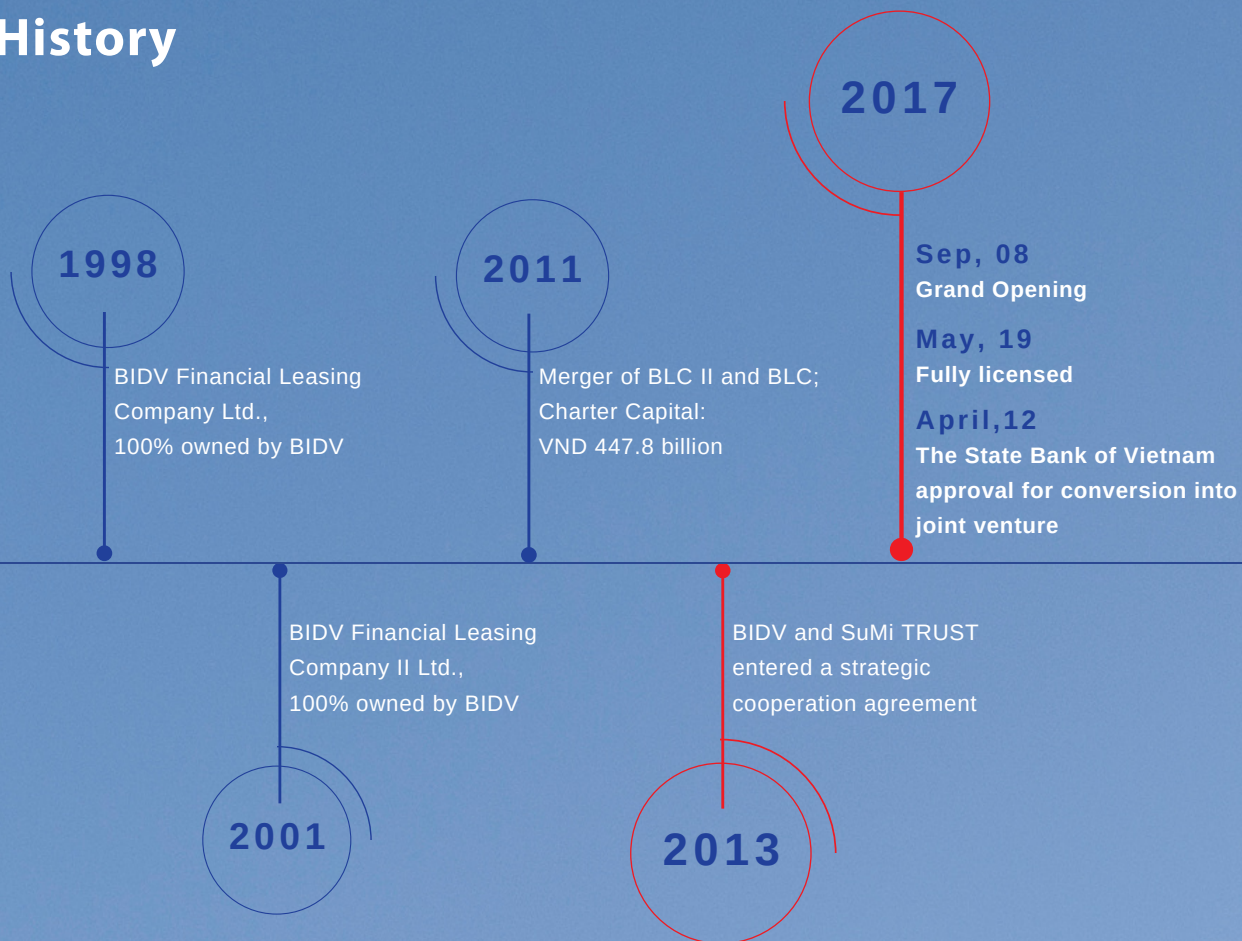 History
1998
BIDV Financial Leasing
Company Ltd.,
100% owned by BIDV
2001
BIDV Financial Leasing
Company II Ltd.,
100% owned by BIDV
2011
Merger of BLC II and BLC;
Charter Capital:
VND 447.8 billion
2013
BIDV and SuMi TRUST
entered a strategic
cooperation agreement
2017
Sep, 08
Grand Opening
May, 19
Fully licensed
April,12
The State Bank of Vietnam
approval for conversion into
joint venture